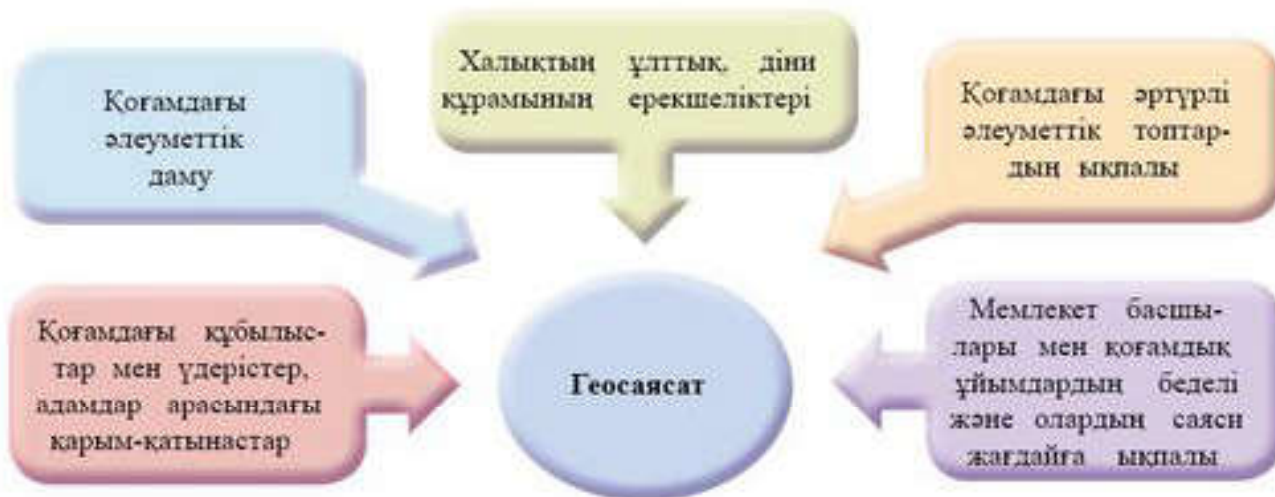 Қоғамдағы
әлеуметтік
даму
Халықтың ұлттық, діни
құрамының ерекшеліктері
Қоғамдағы әртүрлі
әлеуметтік топтар-
дың ықпалы
Қоғамдағы құбылыс-
тар мен үдерістер,
адамдар арасындағы
қарым-қатынастар
Геосаясат
Мемлекет басшы-
лары мен қоғамдық
ұйымдардың беделі
және олардың саяси
жағдайға ықпалы